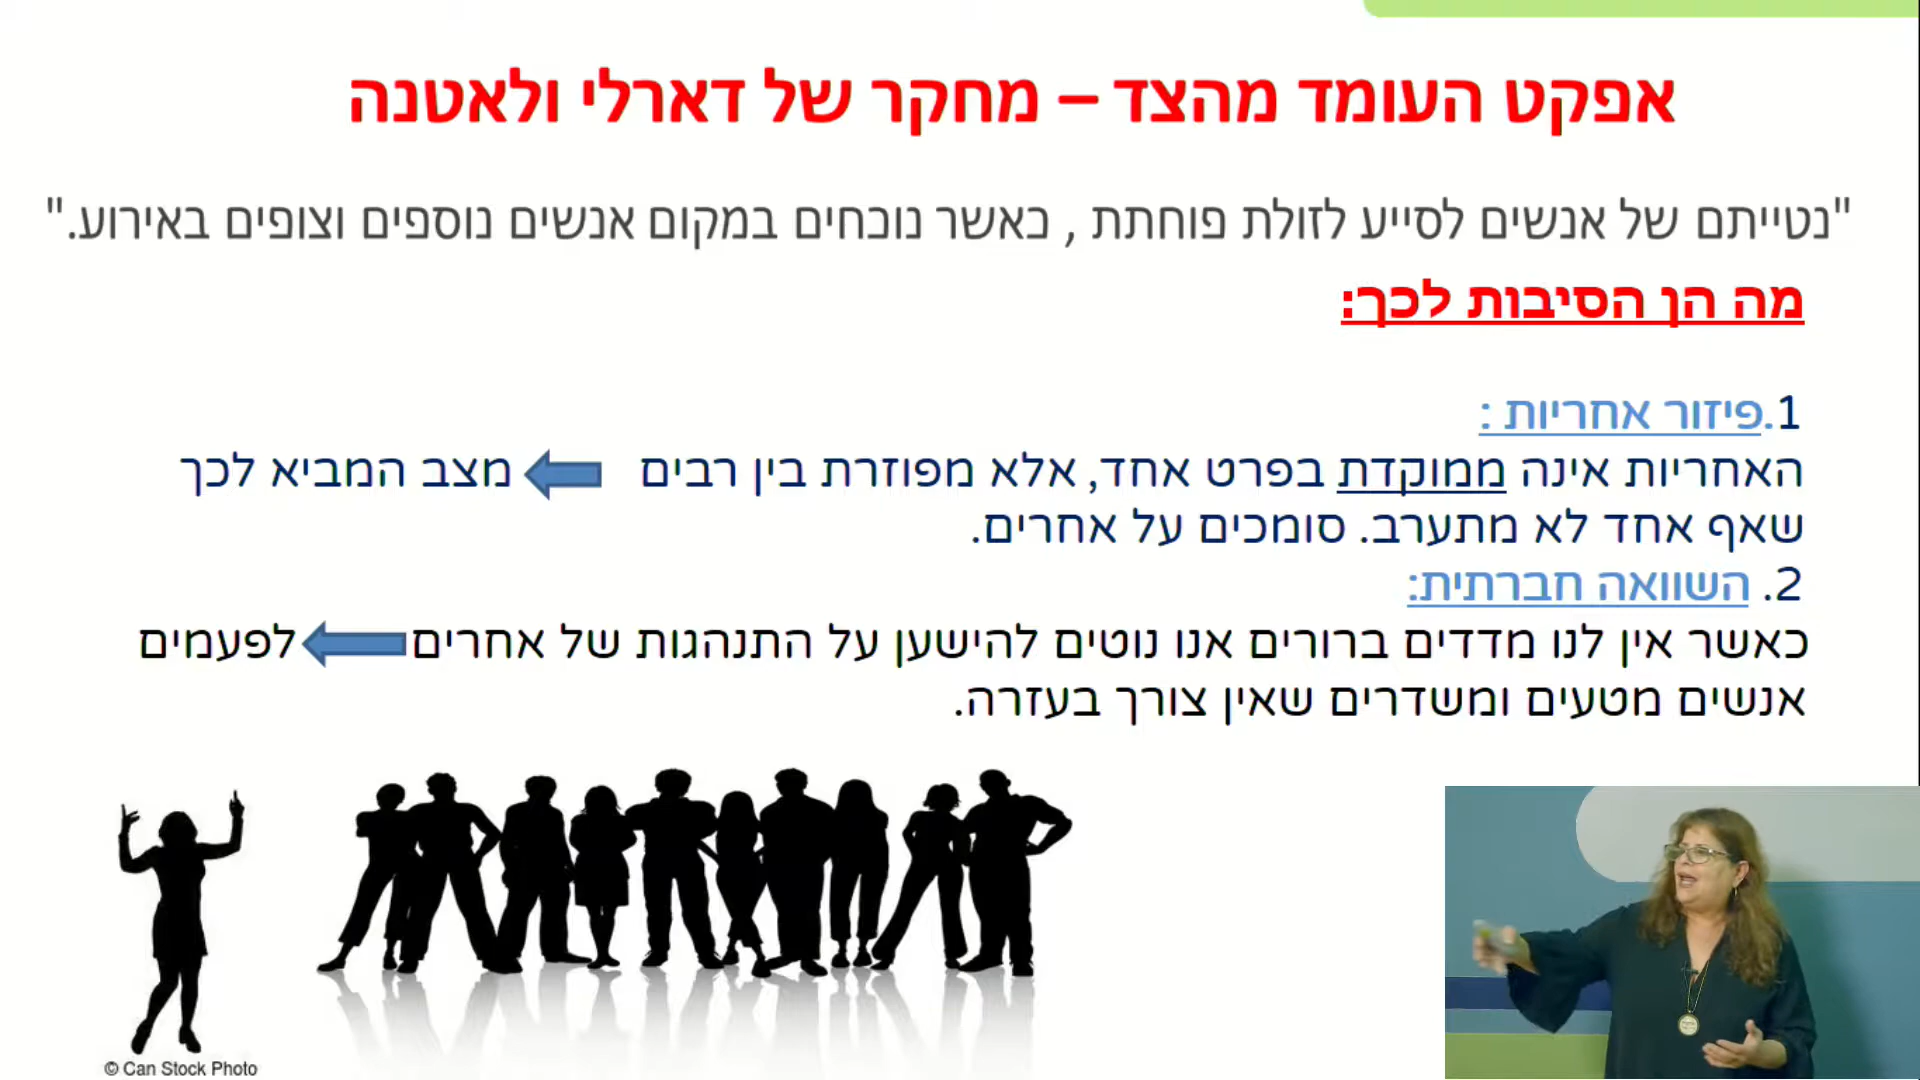 אפקט העומד מהצד – מחקר של דארלי ולאטנה
"נטייתם של אנשים לסייע לזולת פוחתת , כאשר נוכחים במקום אנשים נוספים וצופים באירוע."
מה הן הסיבות לכך:
1.פיזור אחריות :
האחריות אינה ממוקדת בפרט אחד, אלא מפוזרת בין רבים מצב המביא לכך
שאף אחד לא מתערב. סומכים על אחרים.
2. השוואה חברתית:
כאשר אין לנו מדדים ברורים אנו נוטים להישען על התנהגות של אחרים לפעמים
אנשים מטעים ומשדרים שאין צורך בעזרה.
© Can Stock Photo